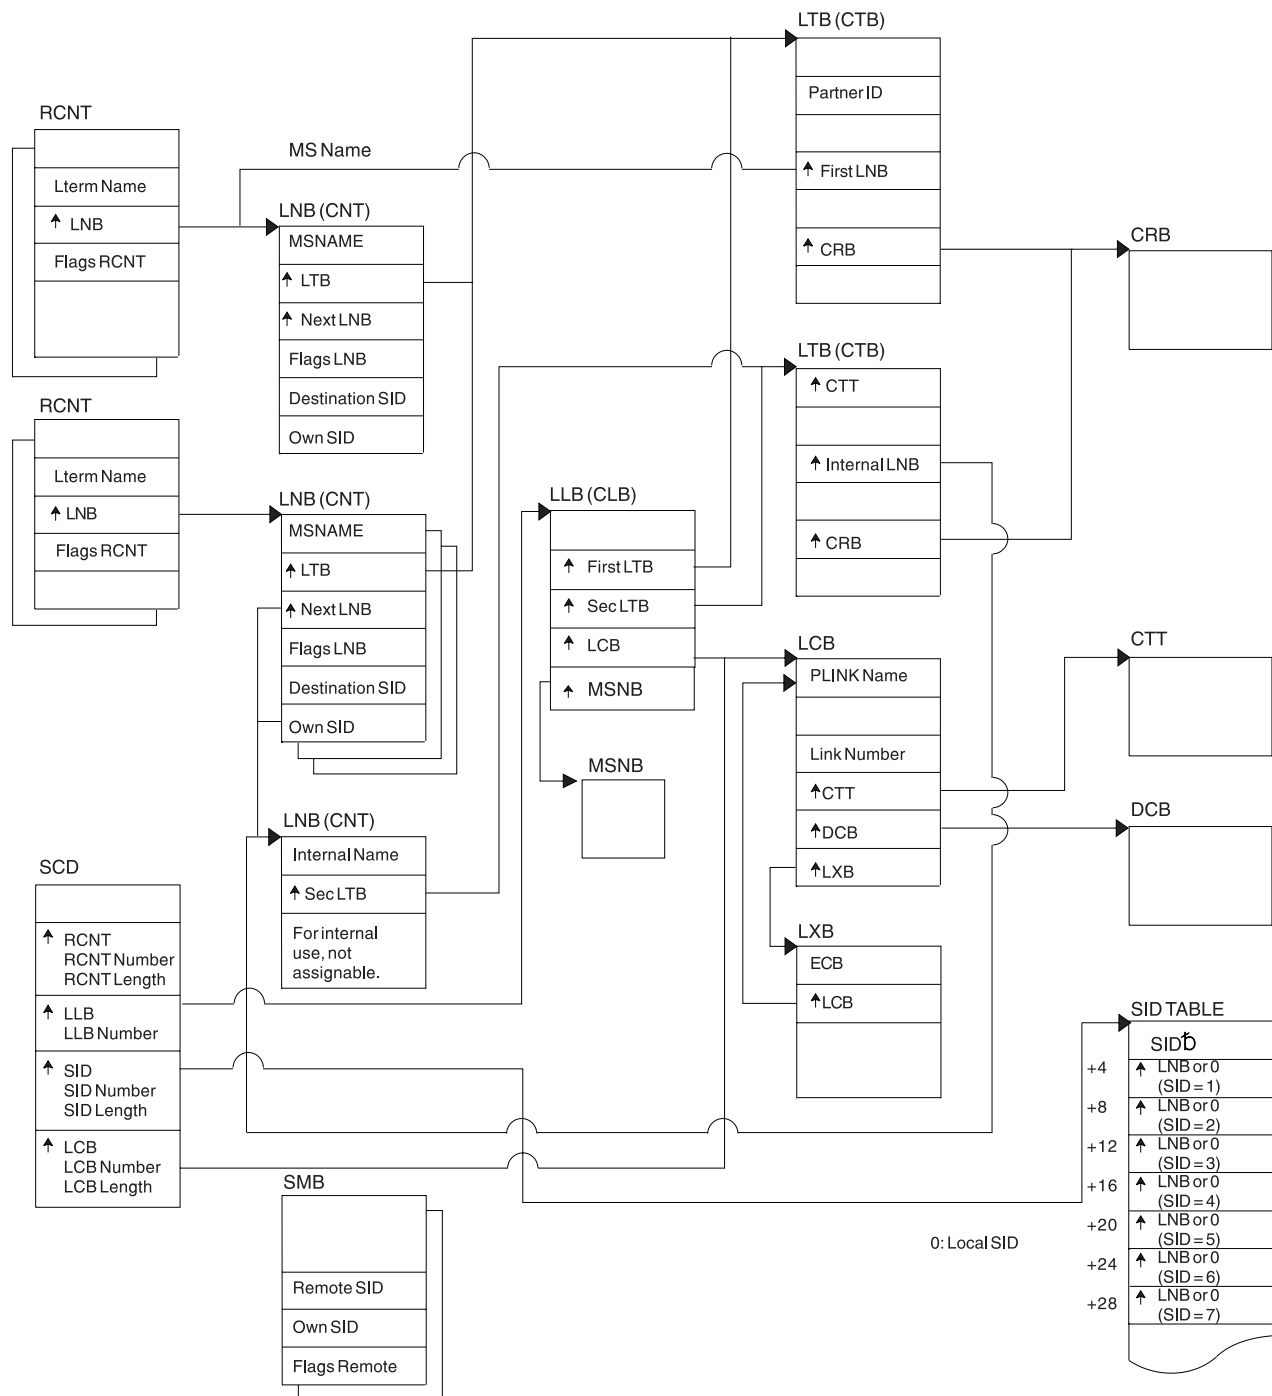 LTB (CTB)
Partner ID
↑ First LNB
↑ CRB
RCNT
Lterm Name
↑ LNB
Flags RCNT
MS Name
LNB (CNT)
MSNAME
↑ LTB
↑ Next LNB
Flags LNB
Destination SID
Own SID
CRB
LTB (CTB)
↑ CTT
↑ Internal LNB
↑ CRB
RCNT
Lterm Name
↑ LNB
Flags RCNT
LNB (CNT)
MSNAME
↑ LTB
↑ Next LNB
Flags LNB
Destination SID
Own SID
LLB (CLB)
↑ First LTB
↑ Sec LTB
↑ LCB
↑ MSNB
MSNB
LCB
PLINK Name
Link Number
↑ CTT
↑ DCB
↑ LXB
CTT
DCB
LNB (CNT)
Internal Name
↑ Sec LTB
For internal
use, not
assignable.
LXB
ECB
↑ LCB
SCD
↑ RCNT
RCNT Number
RCNT Length
↑ LLB
LLB Number
↑ SID
SID Number
SID Length
↑ LCB
LCB Number
LCB Length
SMB
Remote SID
Own SID
Flags Remote
0: Local SID
SID TABLE
SIDƀ
+4 ↑ LNB or 0
(SID = 1)
+8 ↑ LNB or 0
(SID = 2)
+12 ↑ LNB or 0
(SID = 3)
+16 ↑ LNB or 0
(SID = 4)
+20 ↑ LNB or 0
(SID = 5)
+24 ↑ LNB or 0
(SID = 6)
+28 ↑ LNB or 0
(SID = 7)